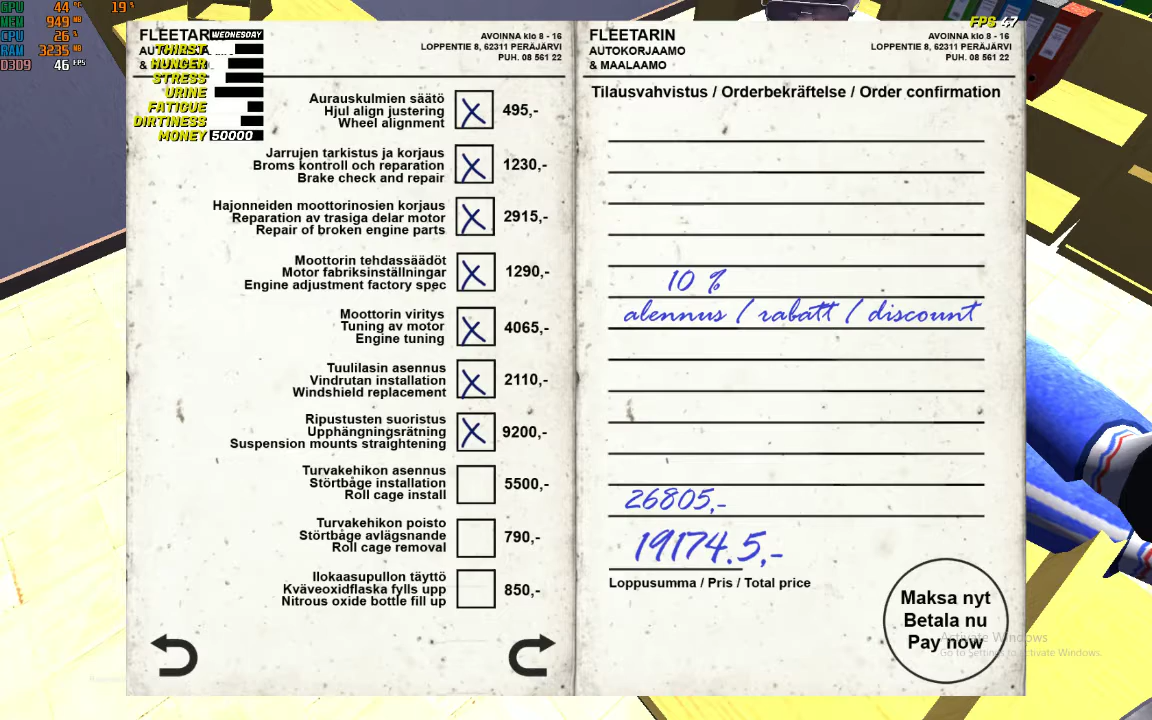 GPU 44 °C 19 %
MEM 949 MB
CPU 26 %
RAM 3235 MB
D3D9 46 FPS
FPS 47
WEDNESDAY
THIRST
HUNGER
STRESS
URINE
FATIGUE
DIRTINESS
MONEY 50000
FLEETAR
AU
& 
AVOINNA klo 8 - 16
LOPPENTIE 8, 62311 PERÄJÄRVI
PUH. 08 561 22
Aurauskulmien säätö
Hjul align justering
Wheel alignment
X 495,-
Jarrujen tarkistus ja korjaus
Broms kontroll och reparation
Brake check and repair
X 1230,-
Hajonneiden moottorinosien korjaus
Reparation av trasiga delar motor
Repair of broken engine parts
X 2915,-
Moottorin tehdassäädöt
Motor fabriksinställningar
Engine adjustment factory spec
X 1290,-
Moottorin viritys
Tuning av motor
Engine tuning
X 4065,-
Tuulilasin asennus
Vindrutan installation
Windshield replacement
X 2110,-
Ripustusten suoristus
Upphängningsrätning
Suspension mounts straightening
X 9200,-
Turvakehikon asennus
Störtbåge installation
Roll cage install
5500,-
Turvakehikon poisto
Störtbåge avlägsnande
Roll cage removal
790,-
Ilokaasupullon täyttö
Kväveoxidflaska fylls upp
Nitrous oxide bottle fill up
850,-
FLEETARIN
AUTOKORJAAMO
& MAALAAMO
AVOINNA klo 8 - 16
LOPPENTIE 8, 62311 PERÄJÄRVI
PUH. 08 561 22
Tilausvahvistus / Orderbekräftelse / Order confirmation
10 %
alennus / rabatt / discount
26805,-
19174.5,-
Loppusumma / Pris / Total price
Maksa nyt
Betala nu
Pay now
Activate Windows
Go to Settings to activate Windows.